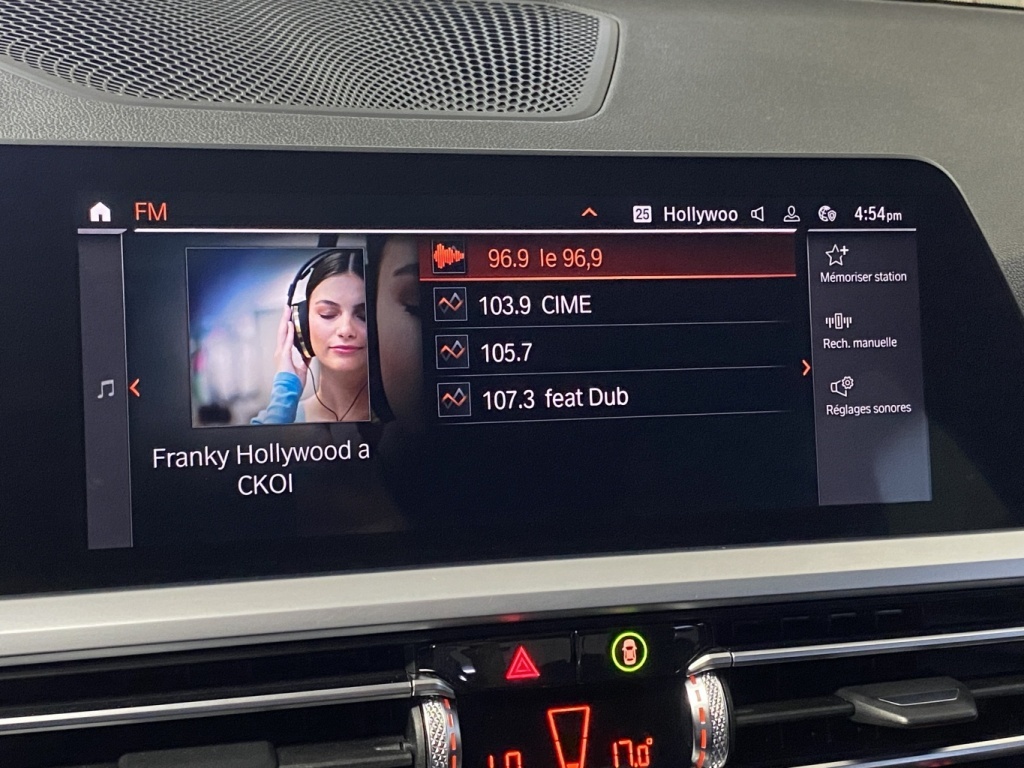 FM
25 Hollywoo 4:54pm
96.9 le 96,9
103.9 CIME
105.7
107.3 feat Dub
Franky Hollywood a
CKOI
Mémoriser station
Rech. manuelle
Réglages sonores
17.0°